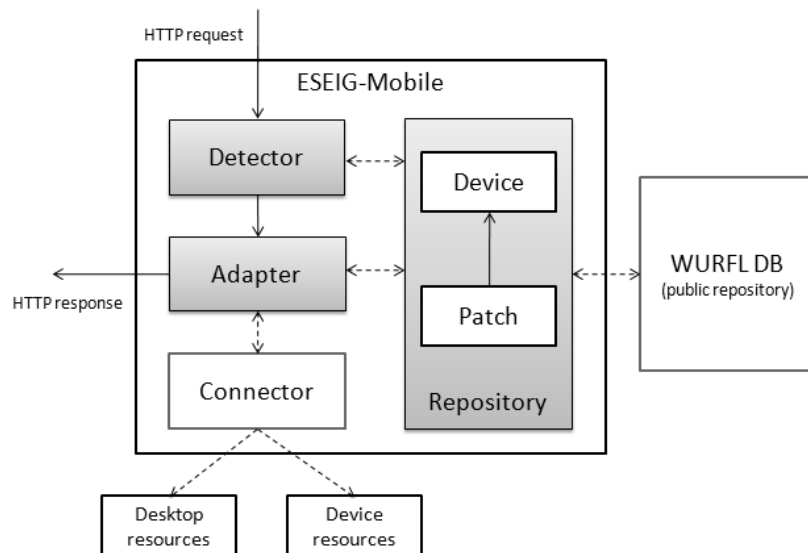 HTTP request
ESEIG-Mobile
Detector
Device
WURFL DB
(public repository)
Adapter
HTTP response
Patch
Connector
Repository
Desktop
resources
Device
resources